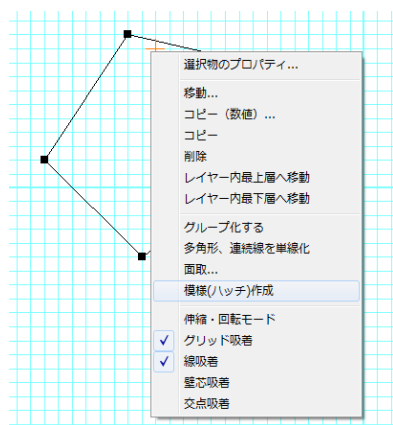 選択物のプロパティ...
移動...
コピー（数値）...
コピー
削除
レイヤー内最上層へ移動
レイヤー内最下層へ移動
グループ化する
多角形、連続線を単線化
面取...
模様(ハッチ)作成
伸縮・回転モード
グリッド吸着
線吸着
壁芯吸着
交点吸着